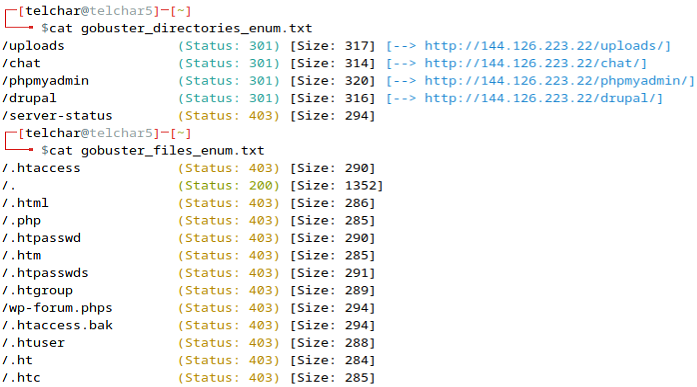 ┌─[telchar@telchar5]─[~]
└──╼ $cat gobuster_directories_enum.txt
/uploads (Status: 301) [Size: 317] [--> http://144.126.223.22/uploads/]
/chat (Status: 301) [Size: 314] [--> http://144.126.223.22/chat/]
/phpmyadmin (Status: 301) [Size: 320] [--> http://144.126.223.22/phpmyadmin/]
/drupal (Status: 301) [Size: 316] [--> http://144.126.223.22/drupal/]
/server-status (Status: 403) [Size: 294]
┌─[telchar@telchar5]─[~]
└──╼ $cat gobuster_files_enum.txt
/.htaccess (Status: 403) [Size: 290]
/. (Status: 200) [Size: 1352]
/.html (Status: 403) [Size: 286]
/.php (Status: 403) [Size: 285]
/.htpasswd (Status: 403) [Size: 290]
/.htm (Status: 403) [Size: 285]
/.htpasswds (Status: 403) [Size: 291]
/.htgroup (Status: 403) [Size: 289]
/wp-forum.phps (Status: 403) [Size: 294]
/.htaccess.bak (Status: 403) [Size: 294]
/.htuser (Status: 403) [Size: 288]
/.ht (Status: 403) [Size: 284]
/.htc (Status: 403) [Size: 285]